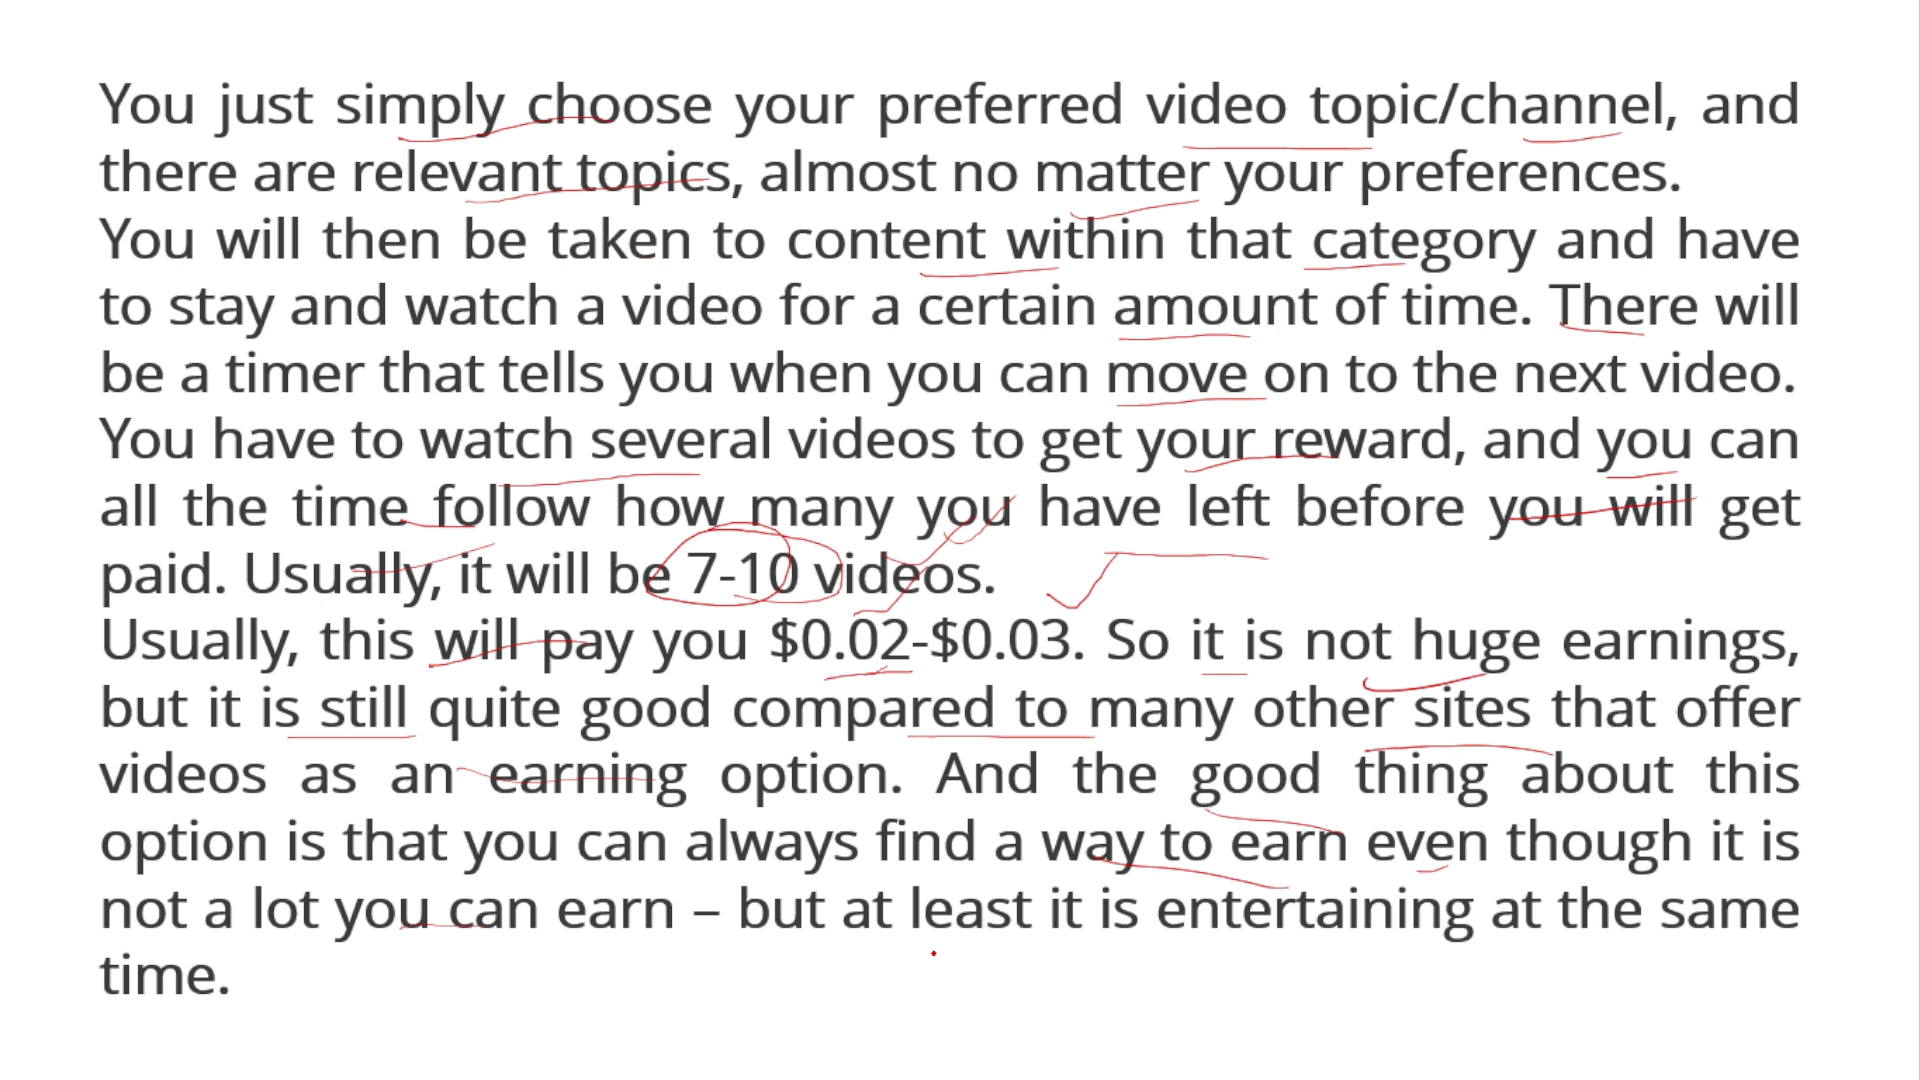 You just simply choose your preferred video topic/channel, and
there are relevant topics, almost no matter your preferences.
You will then be taken to content within that category and have
to stay and watch a video for a certain amount of time. There will
be a timer that tells you when you can move on to the next video.
You have to watch several videos to get your reward, and you can
all the time follow how many you have left before you will get
paid. Usually, it will be 7-10 videos.
Usually, this will pay you $0.02-$0.03. So it is not huge earnings,
but it is still quite good compared to many other sites that offer
videos as an earning option. And the good thing about this
option is that you can always find a way to earn even though it is
not a lot you can earn – but at least it is entertaining at the same
time.